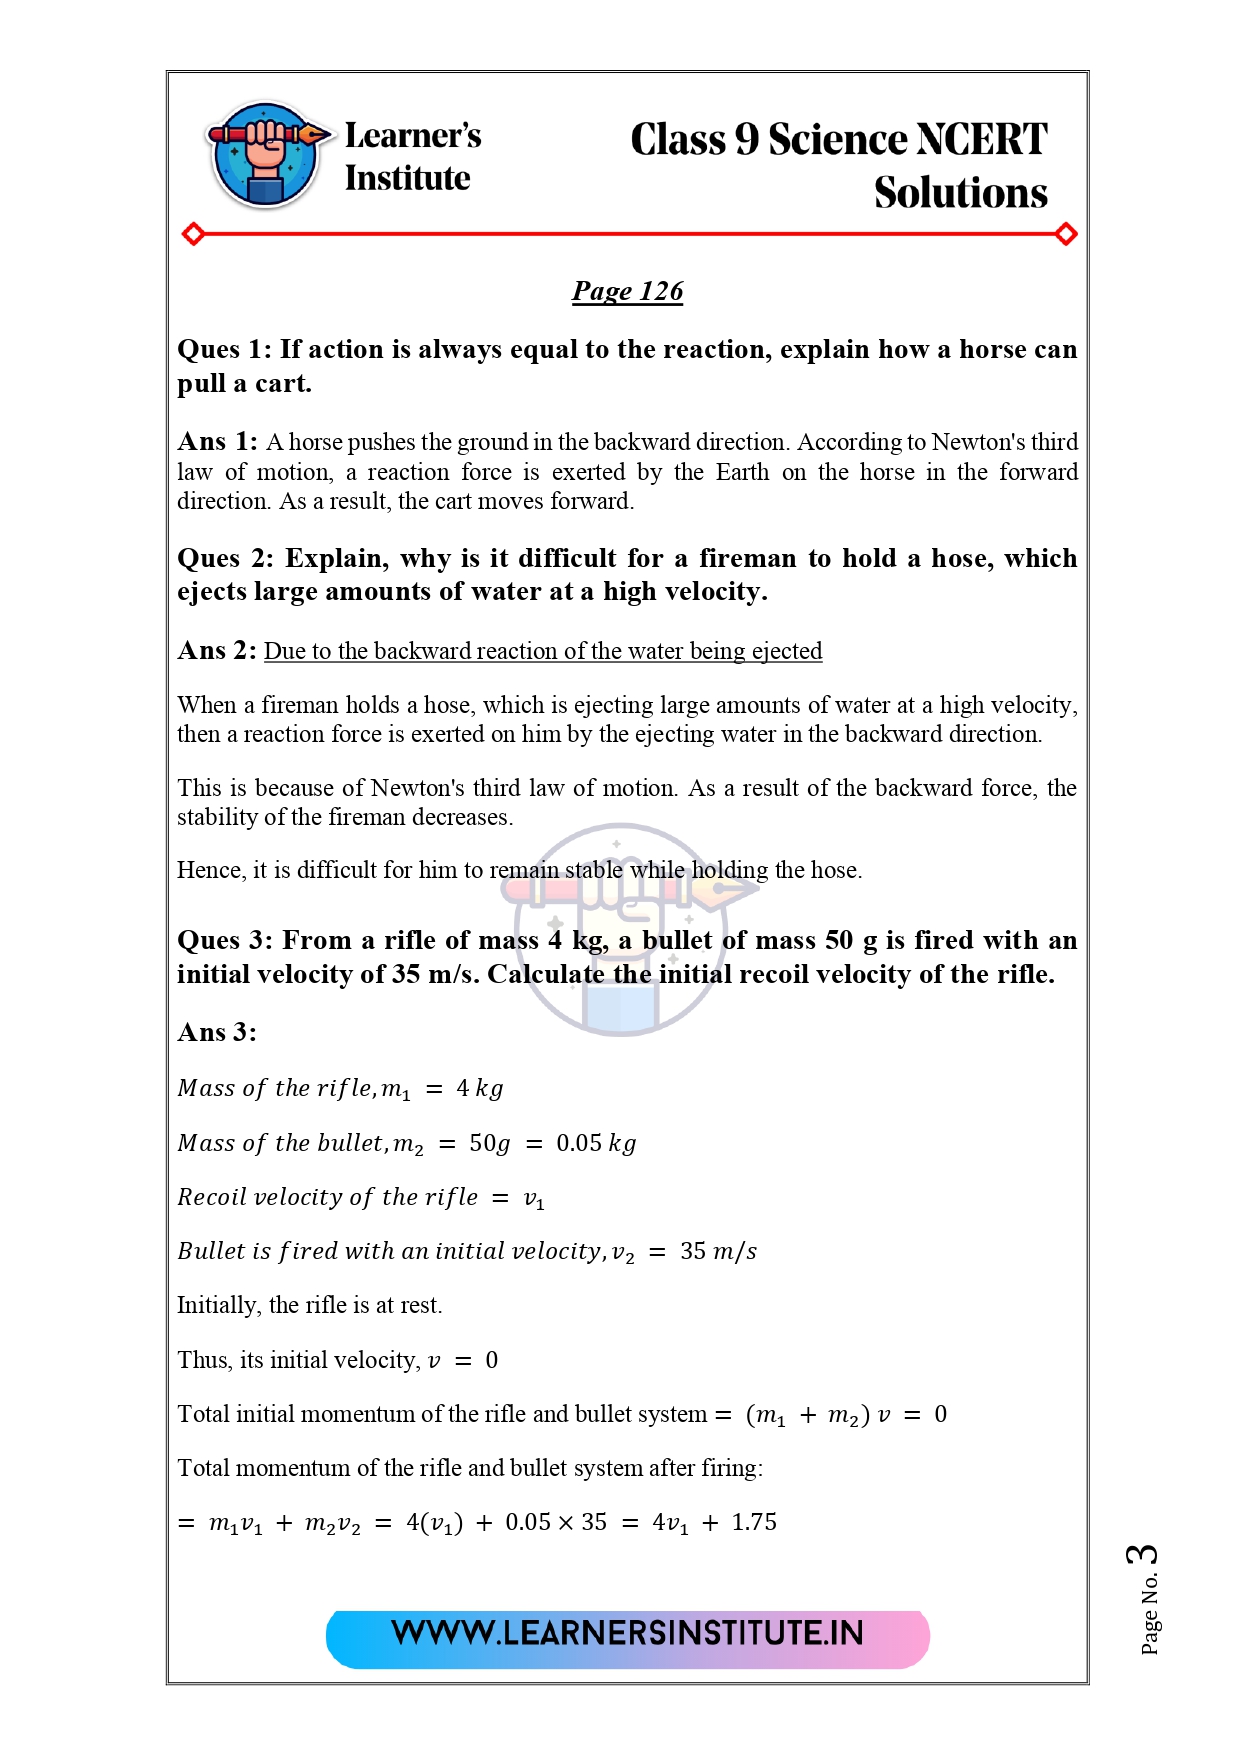 Learner's
Institute
Class 9 Science NCERT
Solutions
Page 126
Ques 1: If action is always equal to the reaction, explain how a horse can
pull a cart.
Ans 1: A horse pushes the ground in the backward direction. According to Newton's third
law of motion, a reaction force is exerted by the Earth on the horse in the forward
direction. As a result, the cart moves forward.
Ques 2: Explain, why is it difficult for a fireman to hold a hose, which
ejects large amounts of water at a high velocity.
Ans 2: Due to the backward reaction of the water being ejected
When a fireman holds a hose, which is ejecting large amounts of water at a high velocity,
then a reaction force is exerted on him by the ejecting water in the backward direction.
This is because of Newton's third law of motion. As a result of the backward force, the
stability of the fireman decreases.
Hence, it is difficult for him to remain stable while holding the hose.
Ques 3: From a rifle of mass 4 kg, a bullet of mass 50 g is fired with an
initial velocity of 35 m/s. Calculate the initial recoil velocity of the rifle.
Ans 3:
Mass of the rifle, m₁ = 4 kg
Mass of the bullet, m₂ = 50g = 0.05 kg
Recoil velocity of the rifle = v₁
Bullet is fired with an initial velocity, v₂ = 35 m/s
Initially, the rifle is at rest.
Thus, its initial velocity, v = 0
Total initial momentum of the rifle and bullet system = (m₁ + m₂) v = 0
Total momentum of the rifle and bullet system after firing:
= m₁v₁ + m₂v₂ = 4(v₁) + 0.05 × 35 = 4v₁ + 1.75
WWW.LEARNERSINSTITUTE.IN
Page No. 3